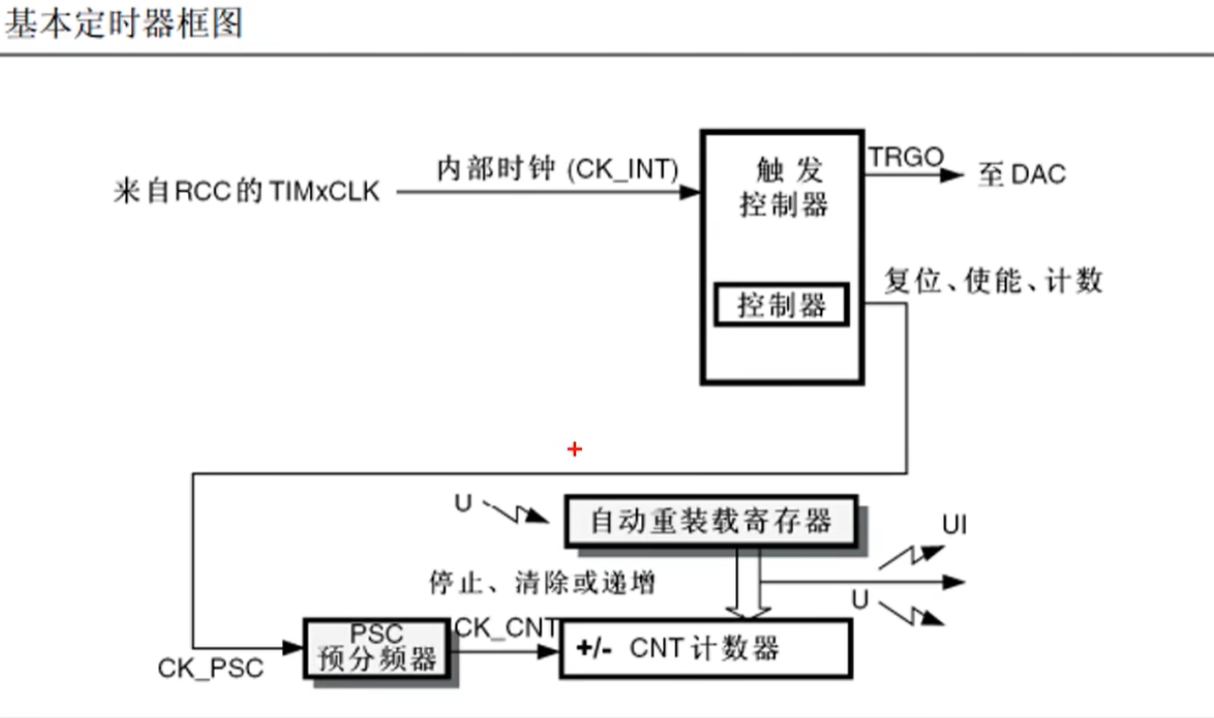 基本定时器框图
来自RCC的 TIMxCLK
内部时钟 (CK_INT)
触 发
控制器
TRGO
至 DAC
控制器
复位、使能、计数
U
自动重装载寄存器
UI
停止、清除或递增
U
CK_PSC
PSC
预分频器
CK_CNT
+/- CNT 计数器